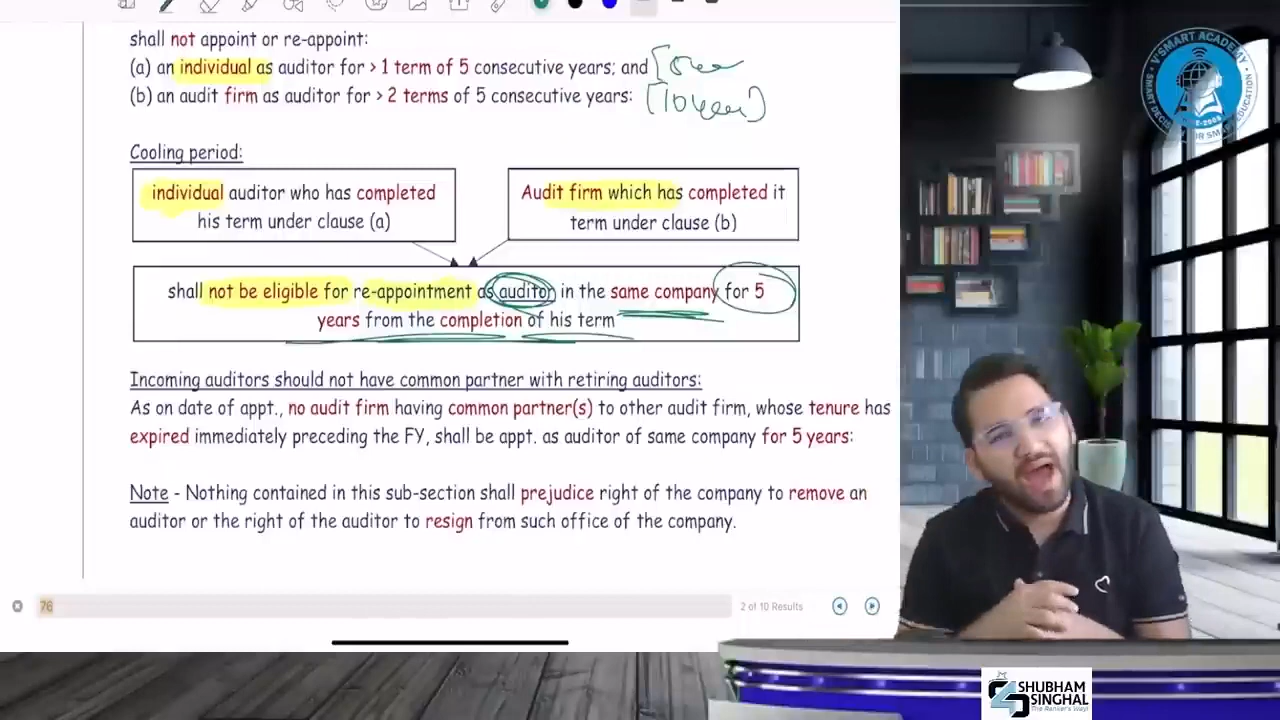 shall not appoint or re-appoint:
(a) an individual as auditor for > 1 term of 5 consecutive years; and
(b) an audit firm as auditor for > 2 terms of 5 consecutive years:
[10 year]
Cooling period:
individual auditor who has completed
his term under clause (a)
Audit firm which has completed it
term under clause (b)
shall not be eligible for re-appointment as auditor in the same company for 5
years from the completion of his term
Incoming auditors should not have common partner with retiring auditors:
As on date of appt., no audit firm having common partner(s) to other audit firm, whose tenure has
expired immediately preceding the FY, shall be appt. as auditor of same company for 5 years:
Note - Nothing contained in this sub-section shall prejudice right of the company to remove an
auditor or the right of the auditor to resign from such office of the company.
76
2 of 10 Results
V'SMART ACADEMY
SHUBHAM
SINGHAL
The Ranker's Way!